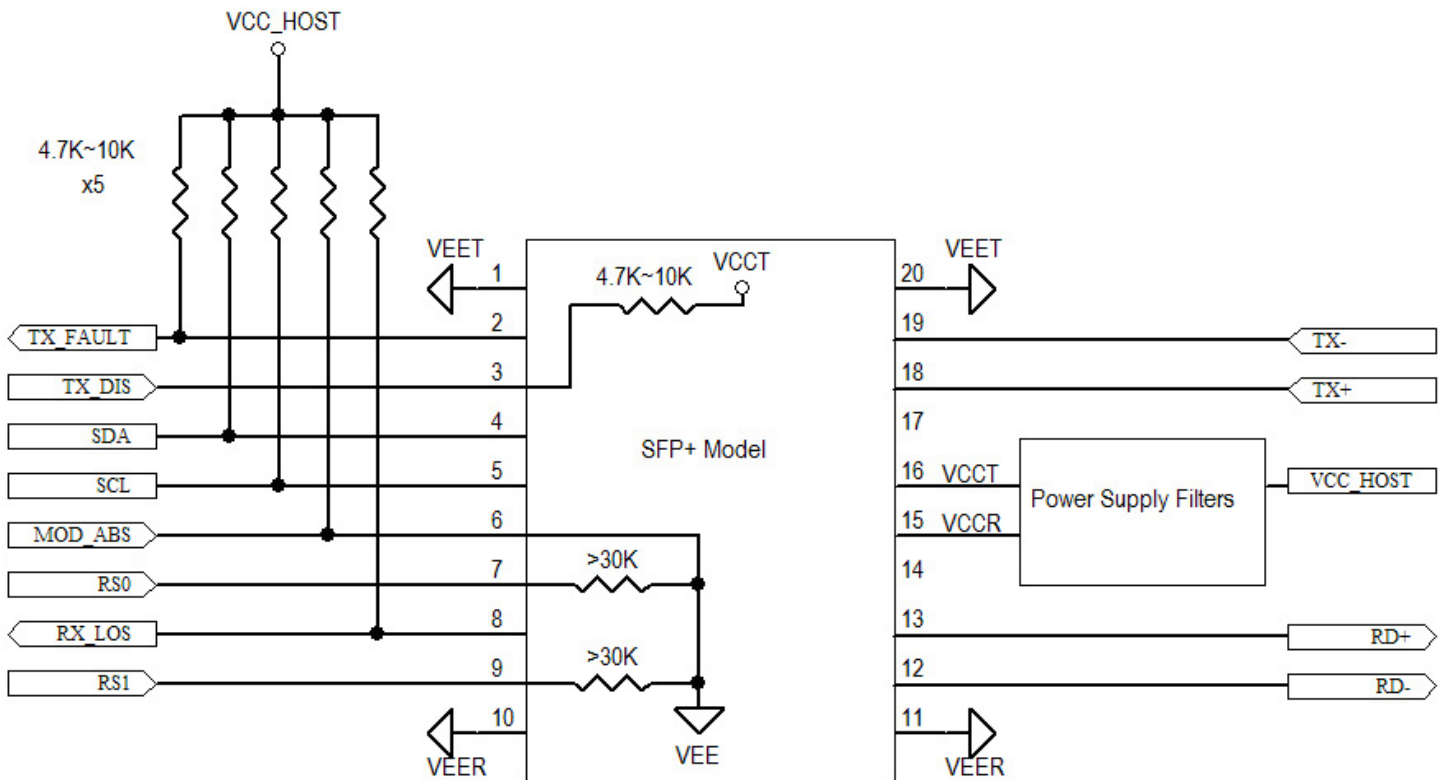 VCC_HOST
4.7K~10K
x5
VEET
1
4.7K~10K
VCCT
20
VEET
TX_FAULT
2
19
TX-
TX_DIS
3
18
TX+
SDA
4
SFP+ Model
17
SCL
5
16
VCCT
Power Supply Filters
VCC_HOST
MOD_ABS
6
15
VCCR
RS0
7
>30K
14
RX_LOS
8
13
RD+
RS1
9
>30K
12
RD-
10
VEER
VEE
11
VEER